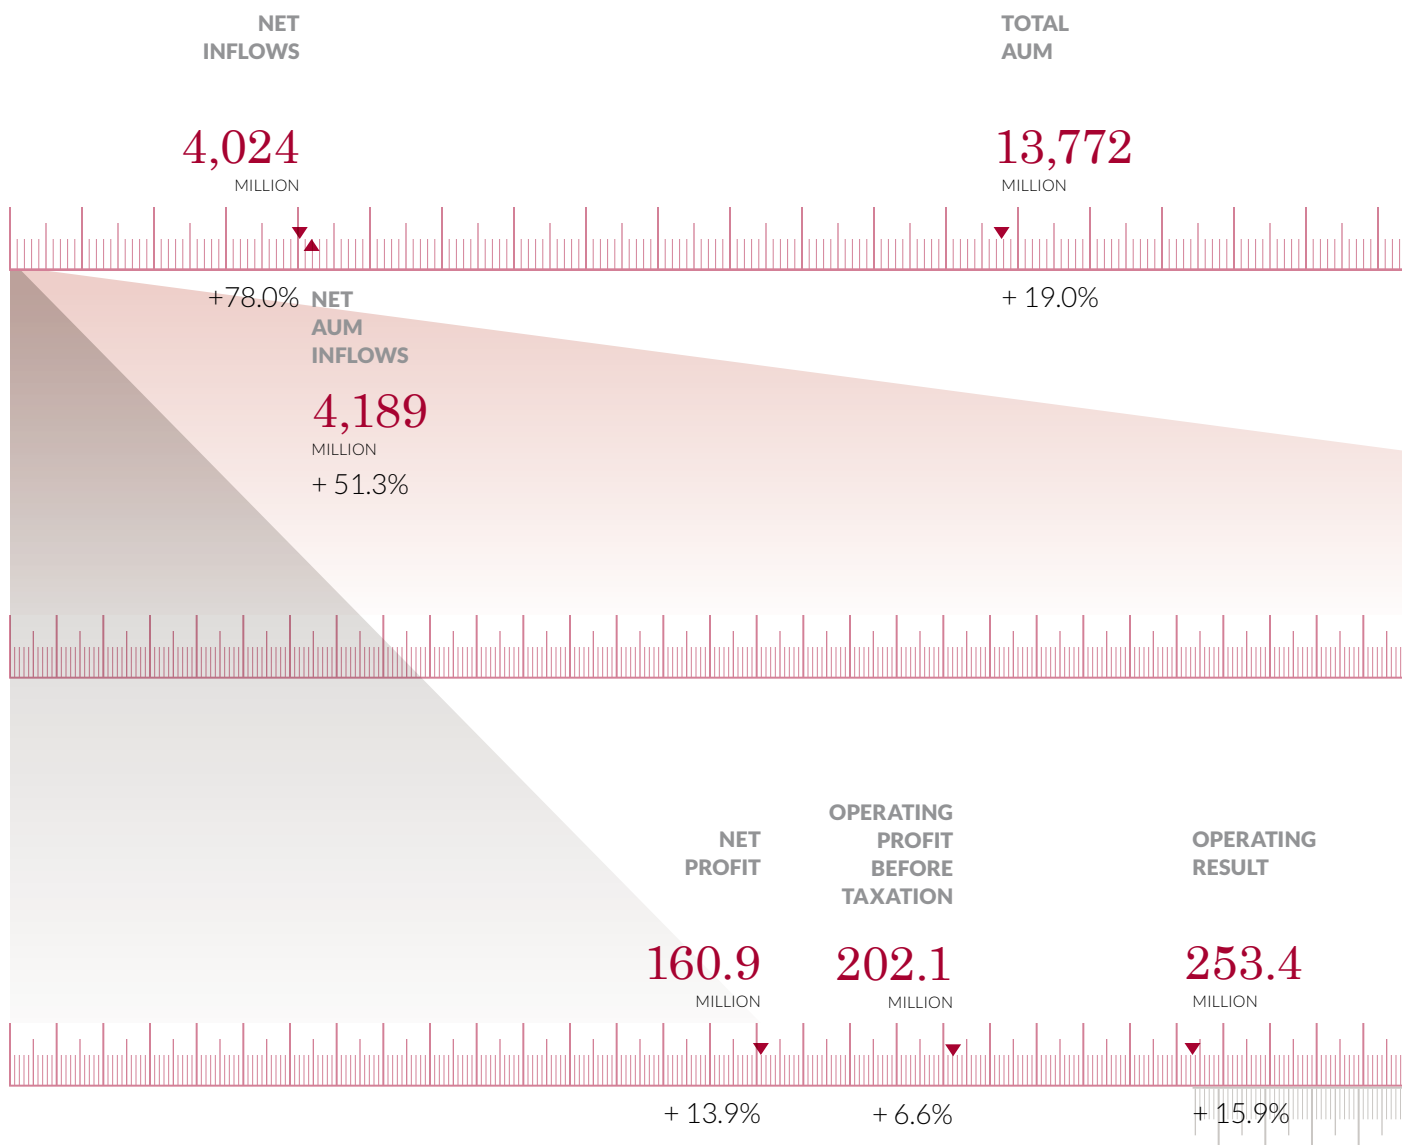 NET
INFLOWS
4,024
MILLION
+78.0%
TOTAL
AUM
13,772
MILLION
+ 19.0%
NET
AUM
INFLOWS
4,189
MILLION
+ 51.3%
NET
PROFIT
160.9
MILLION
+ 13.9%
OPERATING
PROFIT
BEFORE
TAXATION
202.1
MILLION
+ 6.6%
OPERATING
RESULT
253.4
MILLION
+ 15.9%